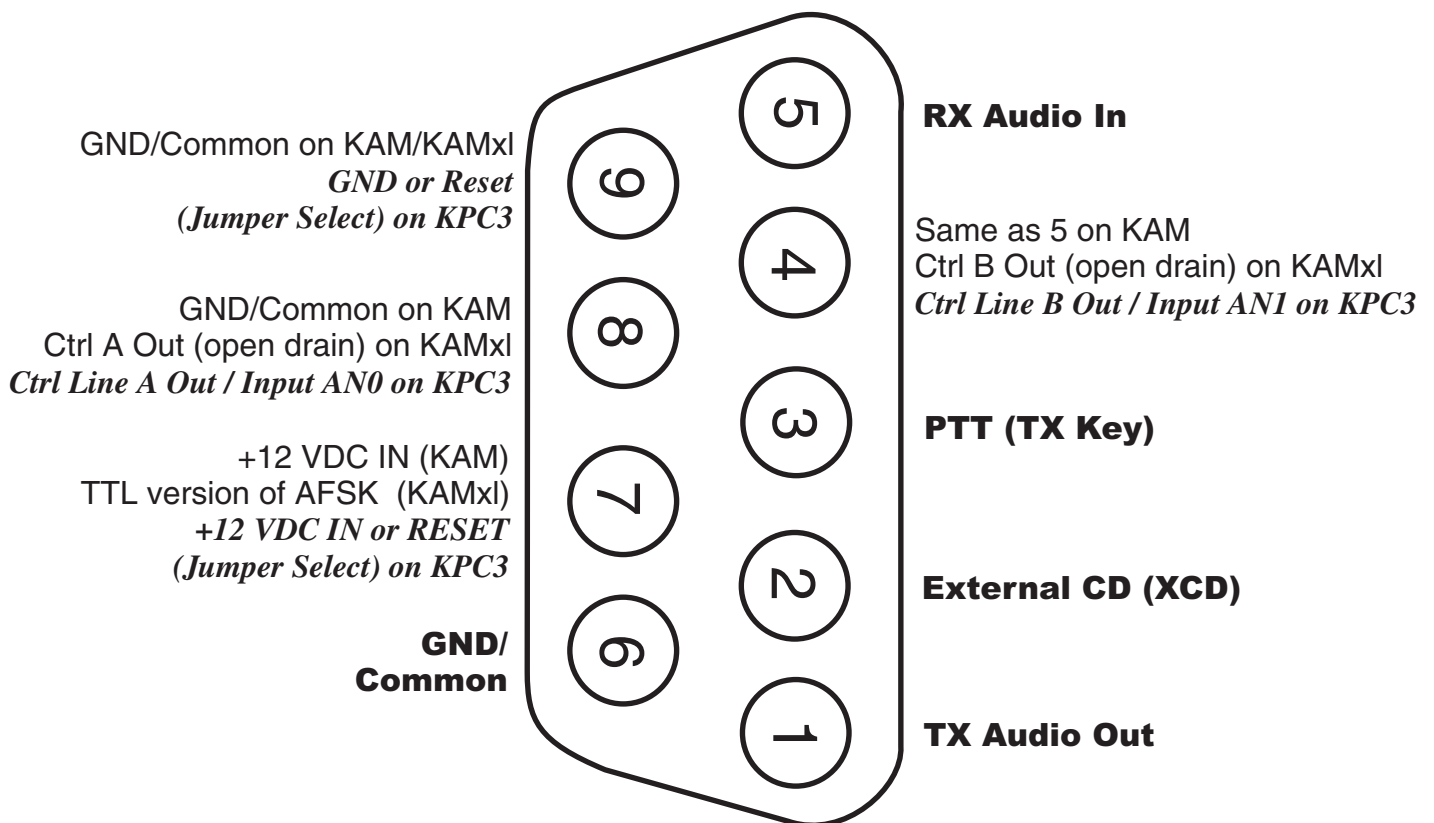 5
RX Audio In
GND/Common on KAM/KAMxl
GND or Reset
(Jumper Select) on KPC3
9
4
Same as 5 on KAM
Ctrl B Out (open drain) on KAMxl
Ctrl Line B Out / Input AN1 on KPC3
GND/Common on KAM
Ctrl A Out (open drain) on KAMxl
Ctrl Line A Out / Input AN0 on KPC3
8
3
PTT (TX Key)
+12 VDC IN (KAM)
TTL version of AFSK (KAMxl)
+12 VDC IN or RESET
(Jumper Select) on KPC3
7
2
External CD (XCD)
GND/
Common
6
1
TX Audio Out